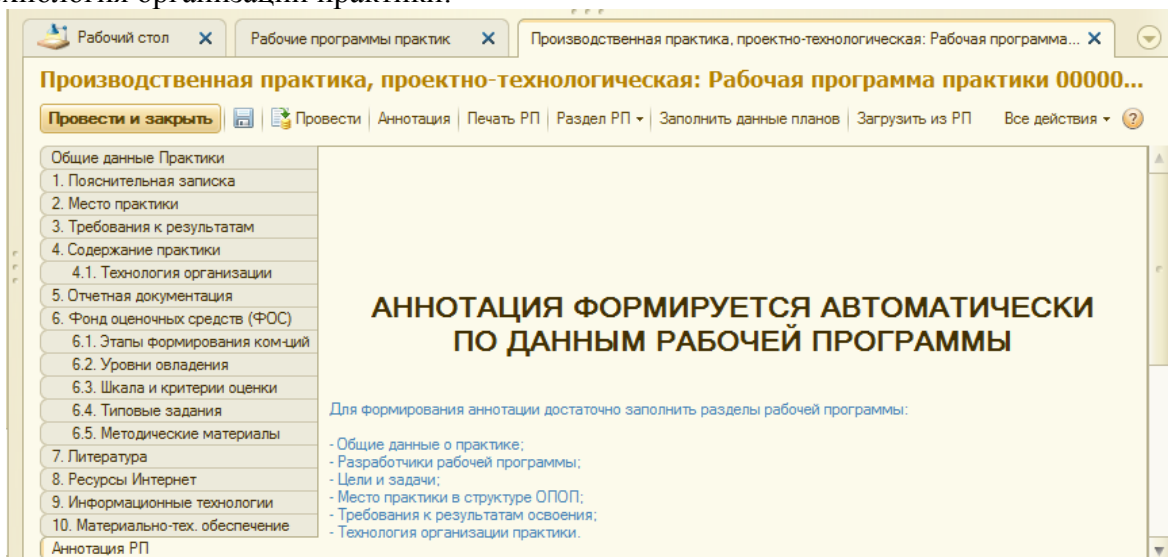 технология организации практики.
Рабочий стол
Рабочие программы практик
Производственная практика, проектно-технологическая: Рабочая программа...
Производственная практика, проектно-технологическая: Рабочая программа практики 00000...
Провести и закрыть Провести Аннотация Печать РП Раздел РП Заполнить данные планов Загрузить из РП Все действия ?
Общие данные Практики
1. Пояснительная записка
2. Место практики
3. Требования к результатам
4. Содержание практики
4.1. Технология организации
5. Отчетная документация
6. Фонд оценочных средств (ФОС)
6.1. Этапы формирования ком-ций
6.2. Уровни овладения
6.3. Шкала и критерии оценки
6.4. Типовые задания
6.5. Методические материалы
7. Литература
8. Ресурсы Интернет
9. Информационные технологии
10. Материально-тех. обеспечение
Аннотация РП
АННОТАЦИЯ ФОРМИРУЕТСЯ АВТОМАТИЧЕСКИ
ПО ДАННЫМ РАБОЧЕЙ ПРОГРАММЫ
Для формирования аннотации достаточно заполнить разделы рабочей программы:
- Общие данные о практике;
- Разработчики рабочей программы;
- Цели и задачи;
- Место практики в структуре ОПОП;
- Требования к результатам освоения;
- Технология организации практики.